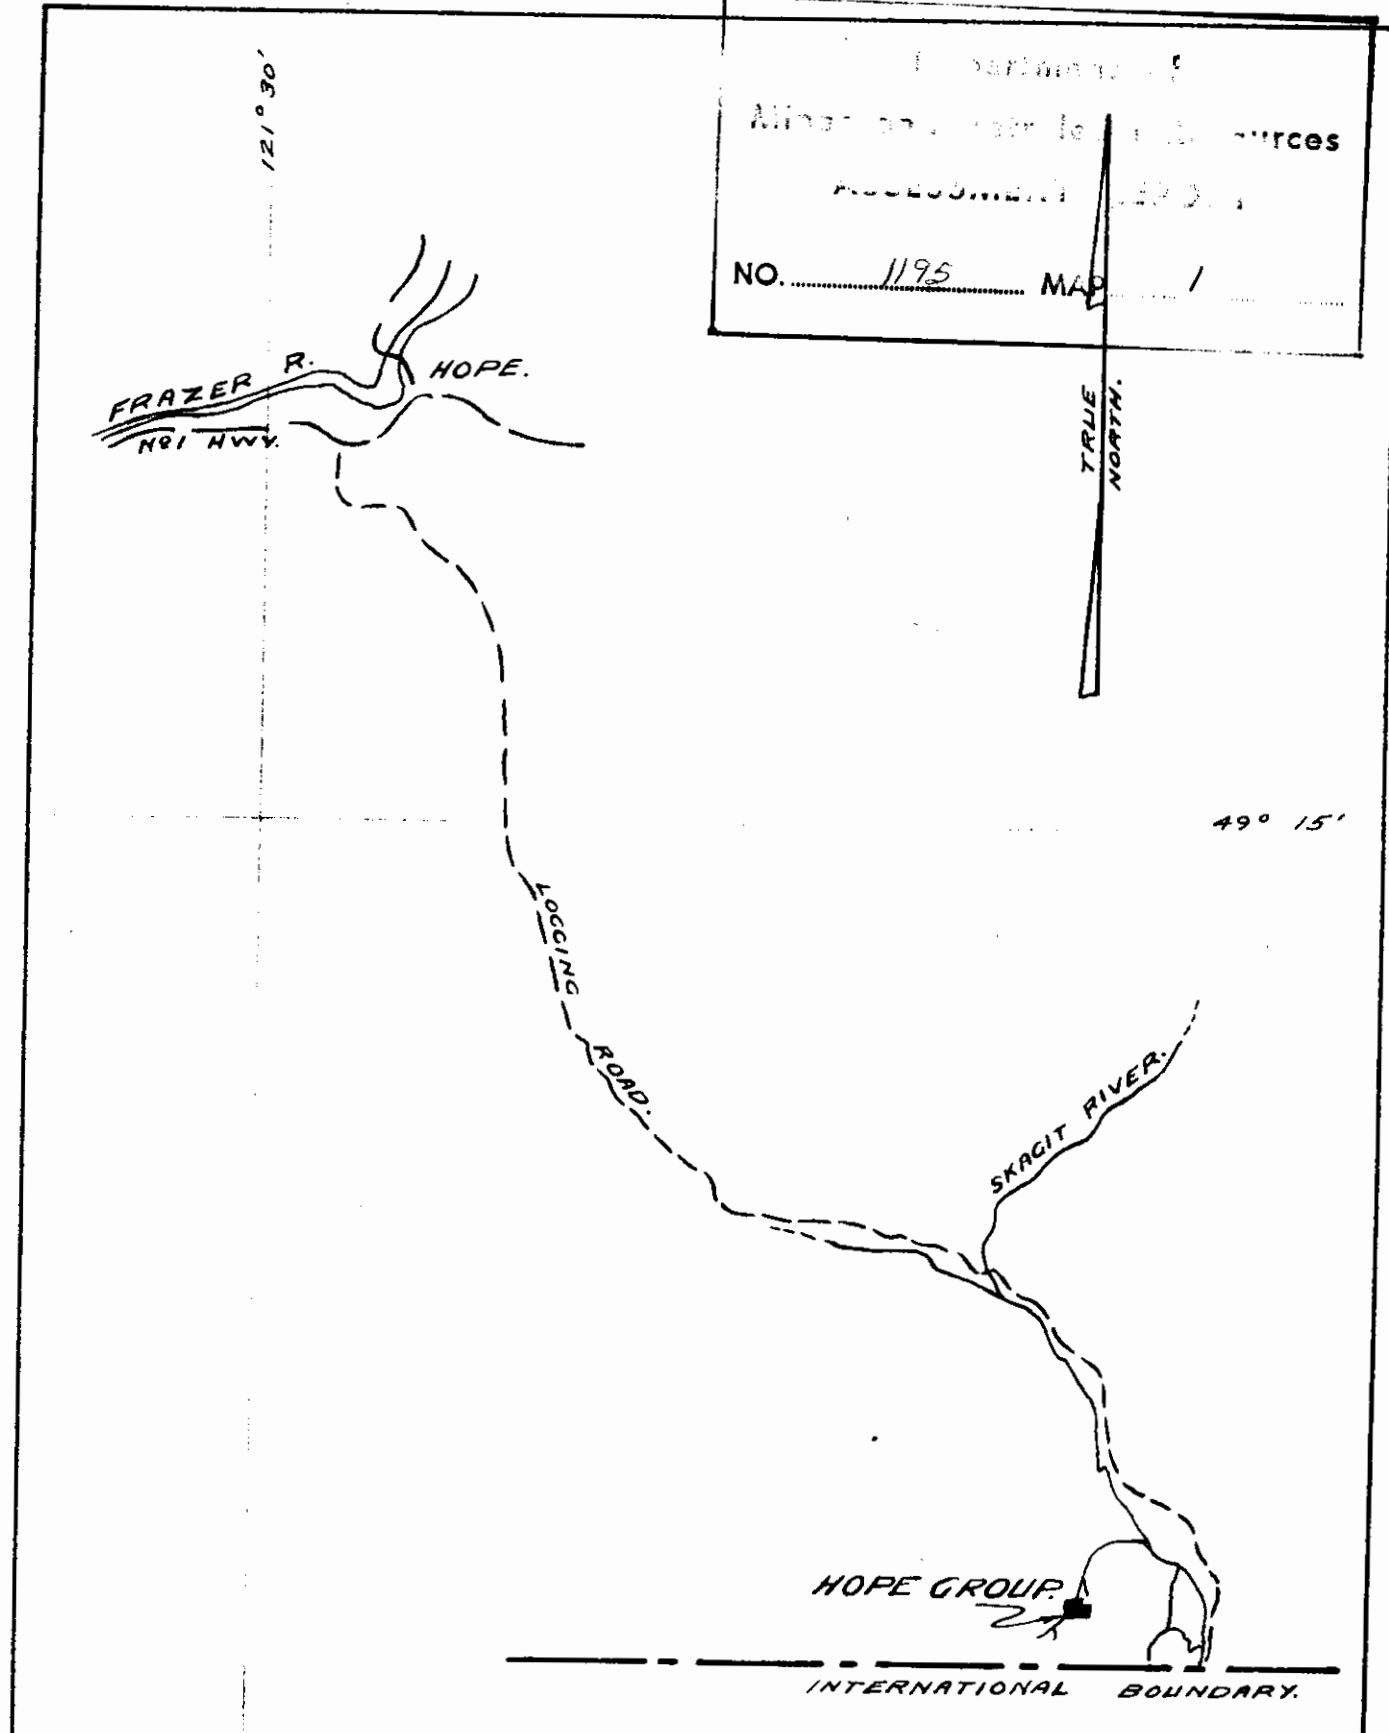 121° 30'
urces
NO. 1195 MAP 1
FRAZER R.
HOPE.
Nº1 HWY.
TRUE
NORTH.
49° 15'
LOGGING
ROAD.
SKAGIT RIVER.
HOPE GROUP.
INTERNATIONAL BOUNDARY.